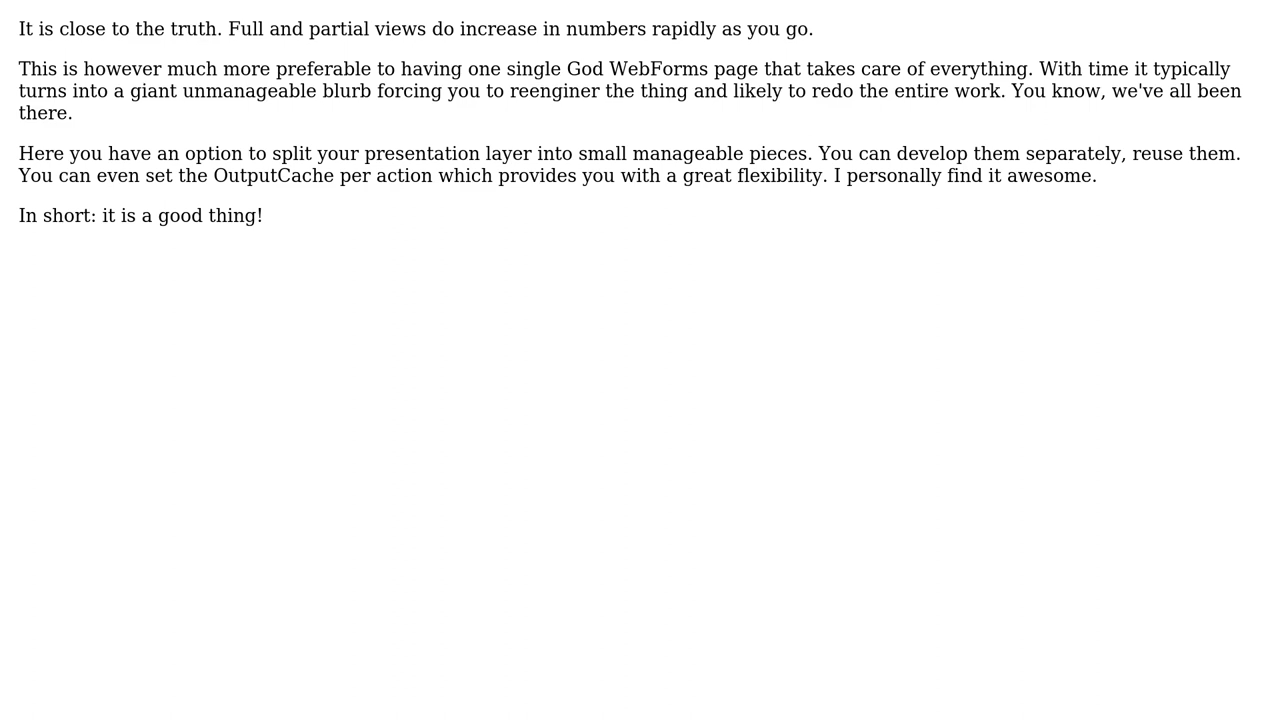 It is close to the truth. Full and partial views do increase in numbers rapidly as you go.
This is however much more preferable to having one single God WebForms page that takes care of everything. With time it typically
turns into a giant unmanageable blurb forcing you to reenginer the thing and likely to redo the entire work. You know, we've all been
there.
Here you have an option to split your presentation layer into small manageable pieces. You can develop them separately, reuse them.
You can even set the OutputCache per action which provides you with a great flexibility. I personally find it awesome.
In short: it is a good thing!